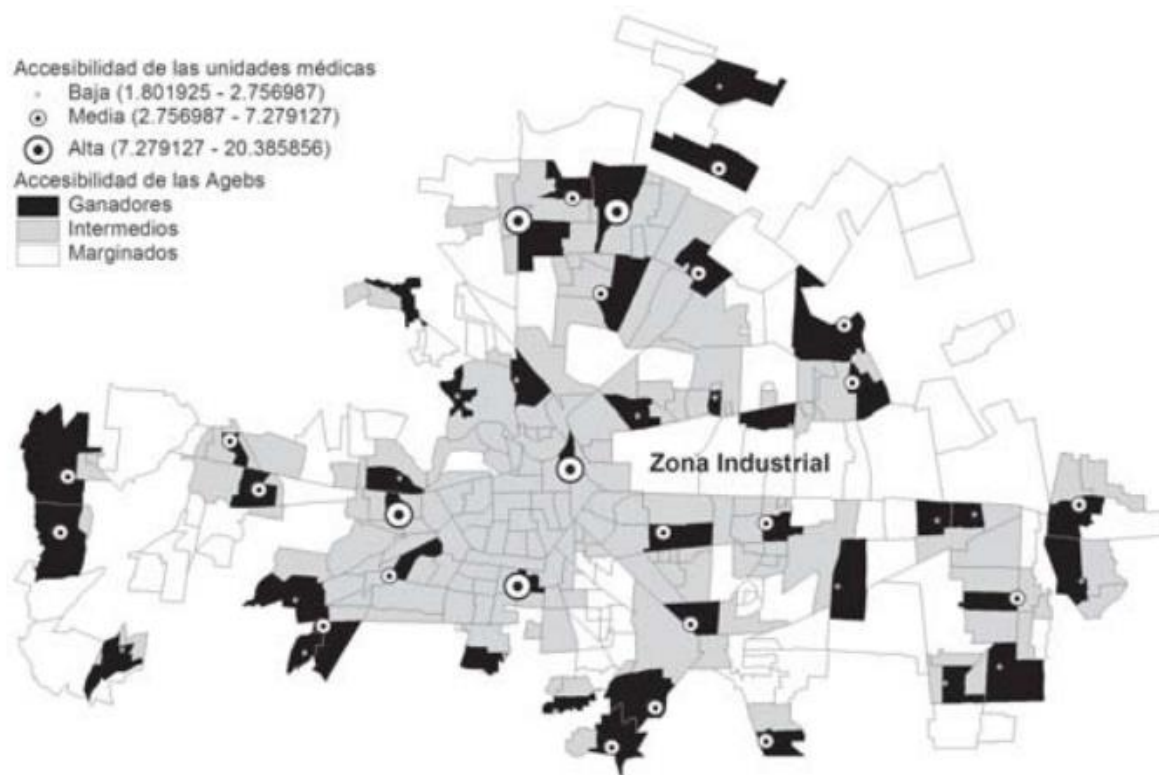 Accesibilidad de las unidades médicas
Baja (1.801925 - 2.756987)
Media (2.756987 - 7.279127)
Alta (7.279127 - 20.385856)
Accesibilidad de las Agebs
Ganadores
Intermedios
Marginados
Zona Industrial